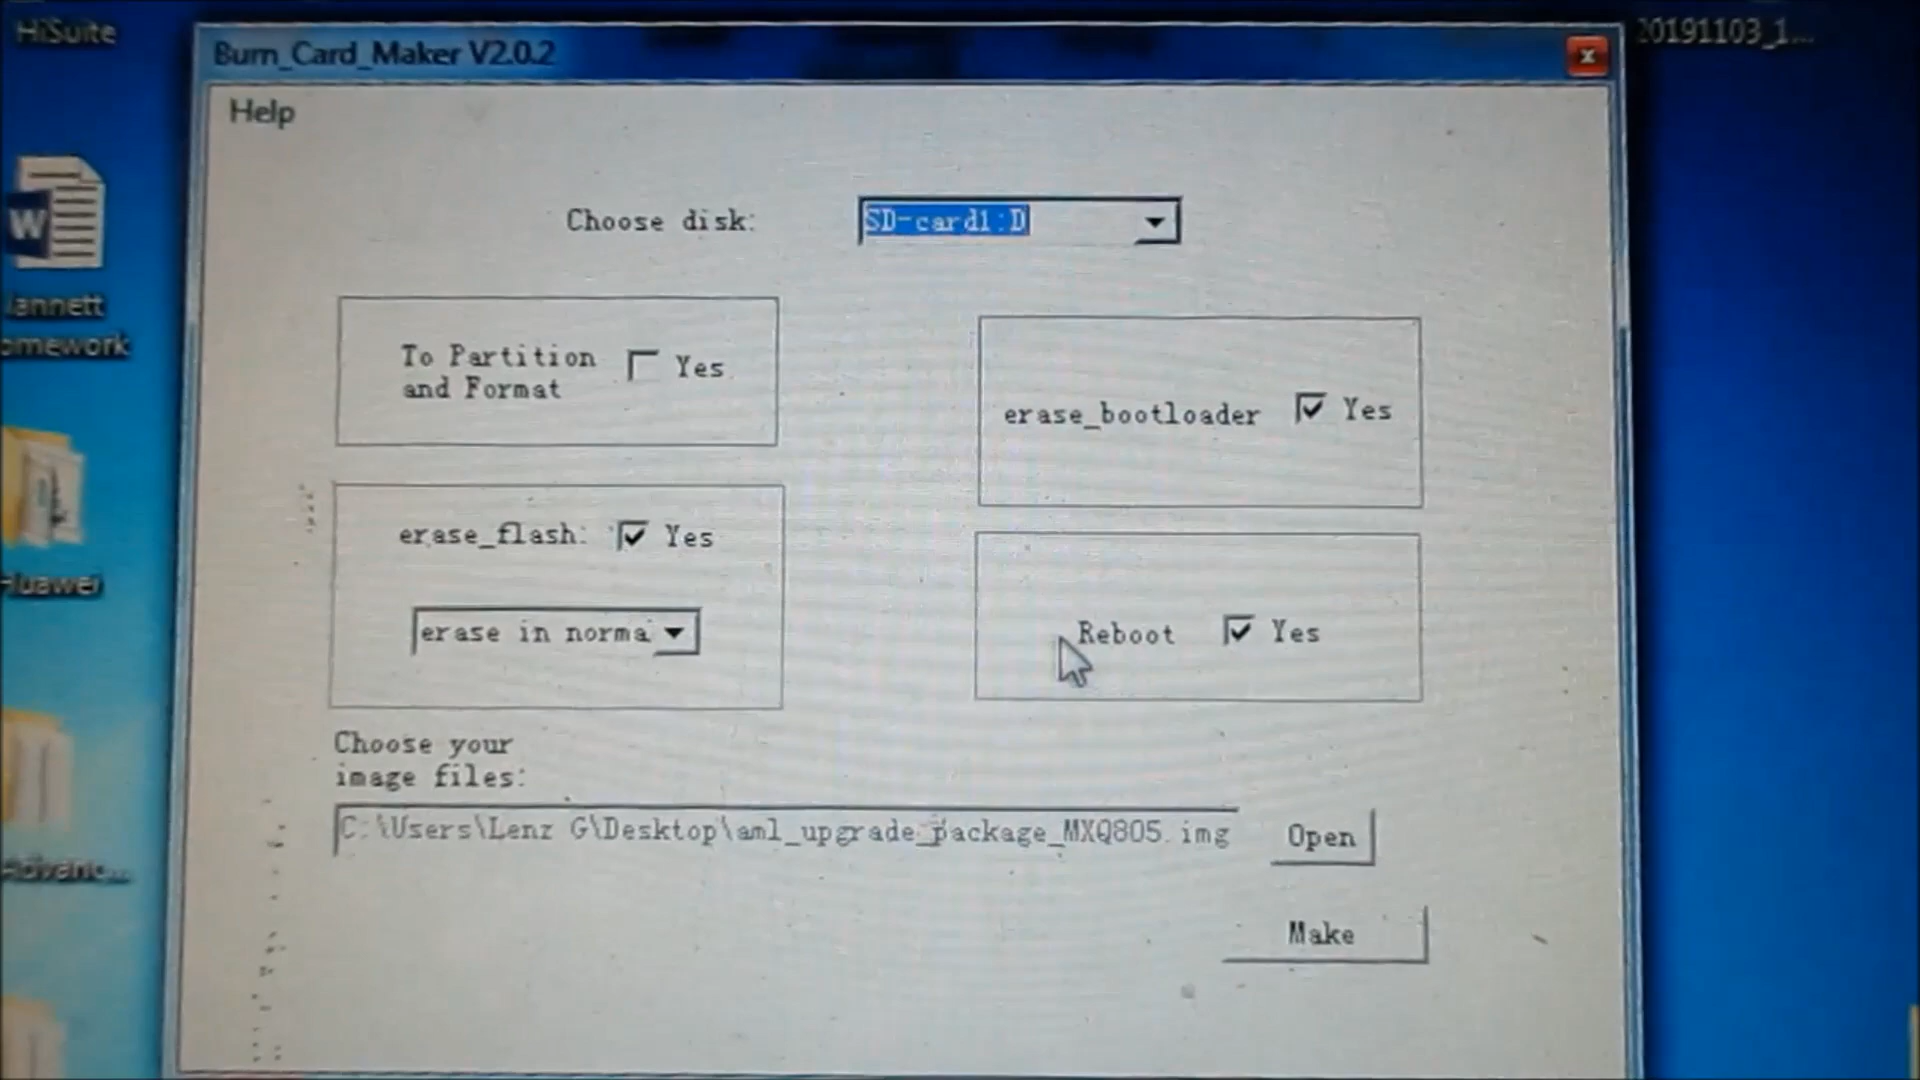 HiSuite
20191103_1...
Burn_Card_Maker V2.0.2
Help
W
Choose disk:
SD-card1:D
To Partition
and Format
Yes
erase_bootloader
Yes
erase_flash:
Yes
erase in norma
Reboot
Yes
Choose your
image files:
C:\Users\Lenz G\Desktop\aml_upgrade_package_MXQ805.img
Open
Make
Huawei
Advanc...